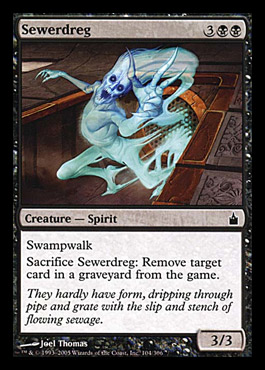 Sewerdreg 3
Creature — Spirit
Swampwalk
Sacrifice Sewerdreg: Remove target
card in a graveyard from the game.
They hardly have form, dripping through
pipe and grate with the slip and stench of
flowing sewage.
3/3
Joel Thomas
™ & © 1993–2005 Wizards of the Coast, Inc. 104/306